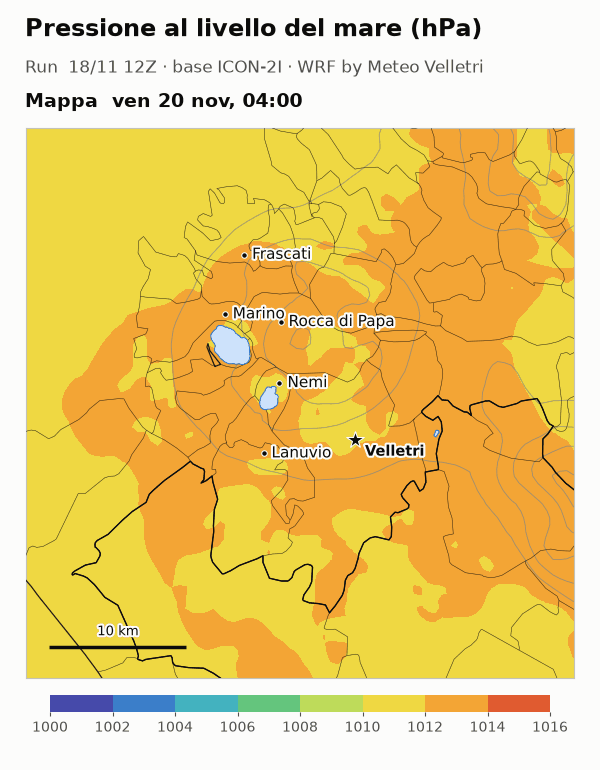 Pressione al livello del mare (hPa)
Run  18/11 12Z · base ICON-2I · WRF by Meteo Velletri
Mappa  ven 20 nov, 04:00
Frascati
Marino
Rocca di Papa
Nemi
Velletri
Lanuvio
10 km
1000 1002 1004 1006 1008 1010 1012 1014 1016